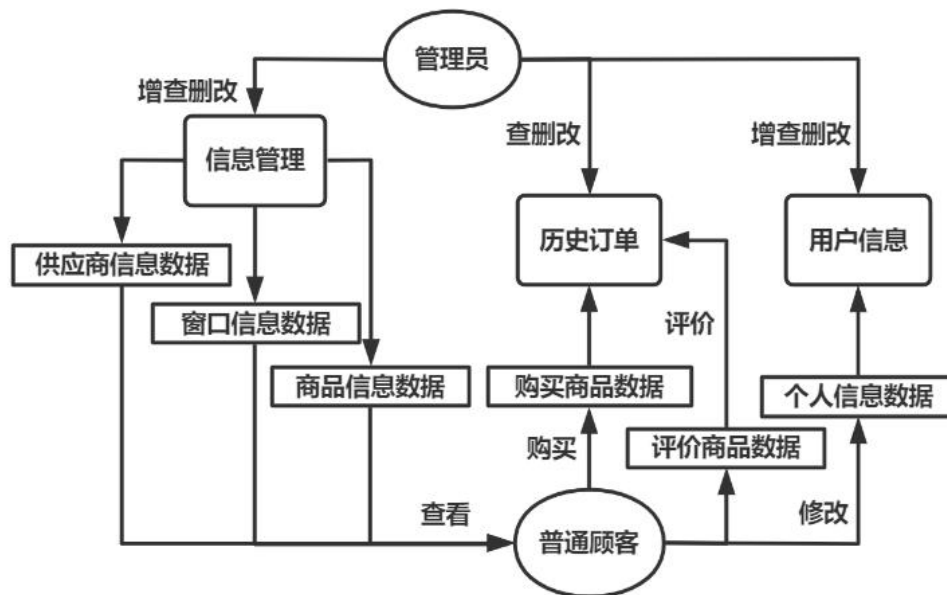 管理员
增查删改
查删改
增查删改
信息管理
历史订单
用户信息
供应商信息数据
窗口信息数据
评价
商品信息数据
购买商品数据
个人信息数据
购买
评价商品数据
查看
修改
普通顾客